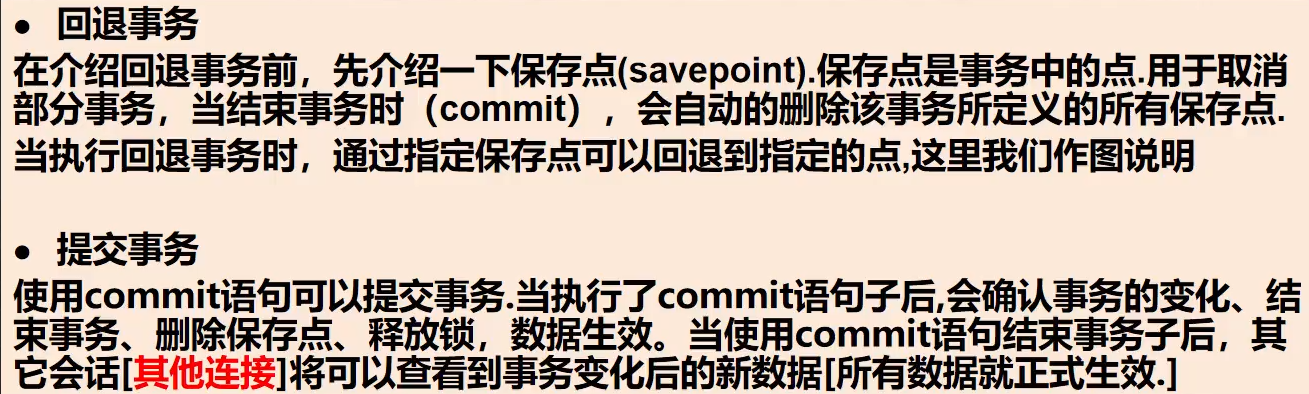 ● 回退事务
在介绍回退事务前，先介绍一下保存点(savepoint).保存点是事务中的点.用于取消
部分事务，当结束事务时（commit），会自动的删除该事务所定义的所有保存点.
当执行回退事务时，通过指定保存点可以回退到指定的点,这里我们作图说明
● 提交事务
使用commit语句可以提交事务.当执行了commit语句子后,会确认事务的变化、结
束事务、删除保存点、释放锁，数据生效。当使用commit语句结束事务子后，其
它会话[其他连接]将可以查看到事务变化后的新数据[所有数据就正式生效.]